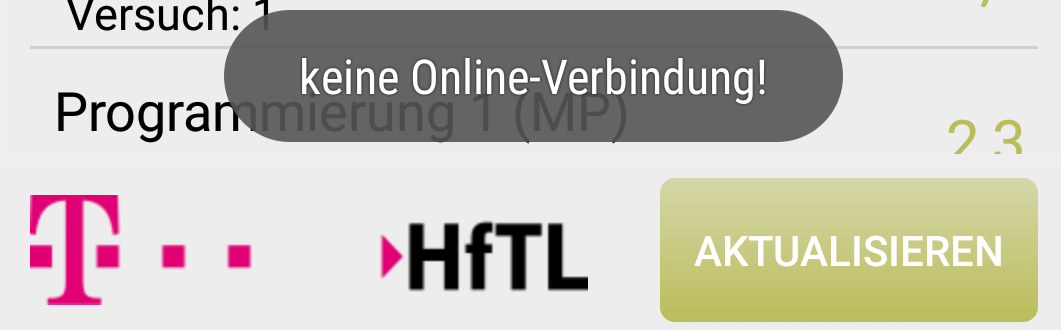 Versuch: 1
keine Online-Verbindung!
Programmierung 1 (MP)
2,3
T
HfTL
AKTUALISIEREN